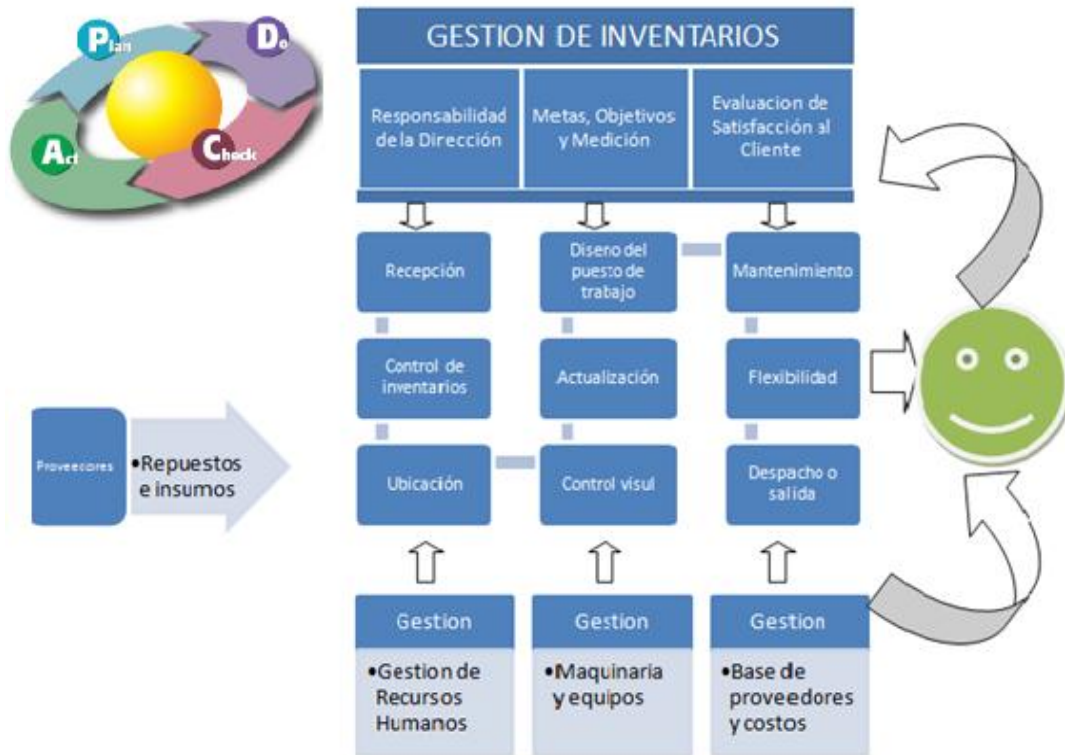 Plan
Do
Act
Check
GESTION DE INVENTARIOS
Responsabilidad
de la Dirección
Metas, Objetivos
y Medición
Evaluacion de
Satisfacción al
Cliente
Recepción
Diseno del
puesto de
trabajo
Mantenimiento
Control de
inventarios
Actualización
Flexibilidad
Proveedores
•Repuestos
e insumos
Ubicación
Control visul
Despacho o
salida
Gestion
•Gestion de
Recursos
Humanos
Gestion
•Maquinaria
y equipos
Gestion
•Base de
proveedores
y costos